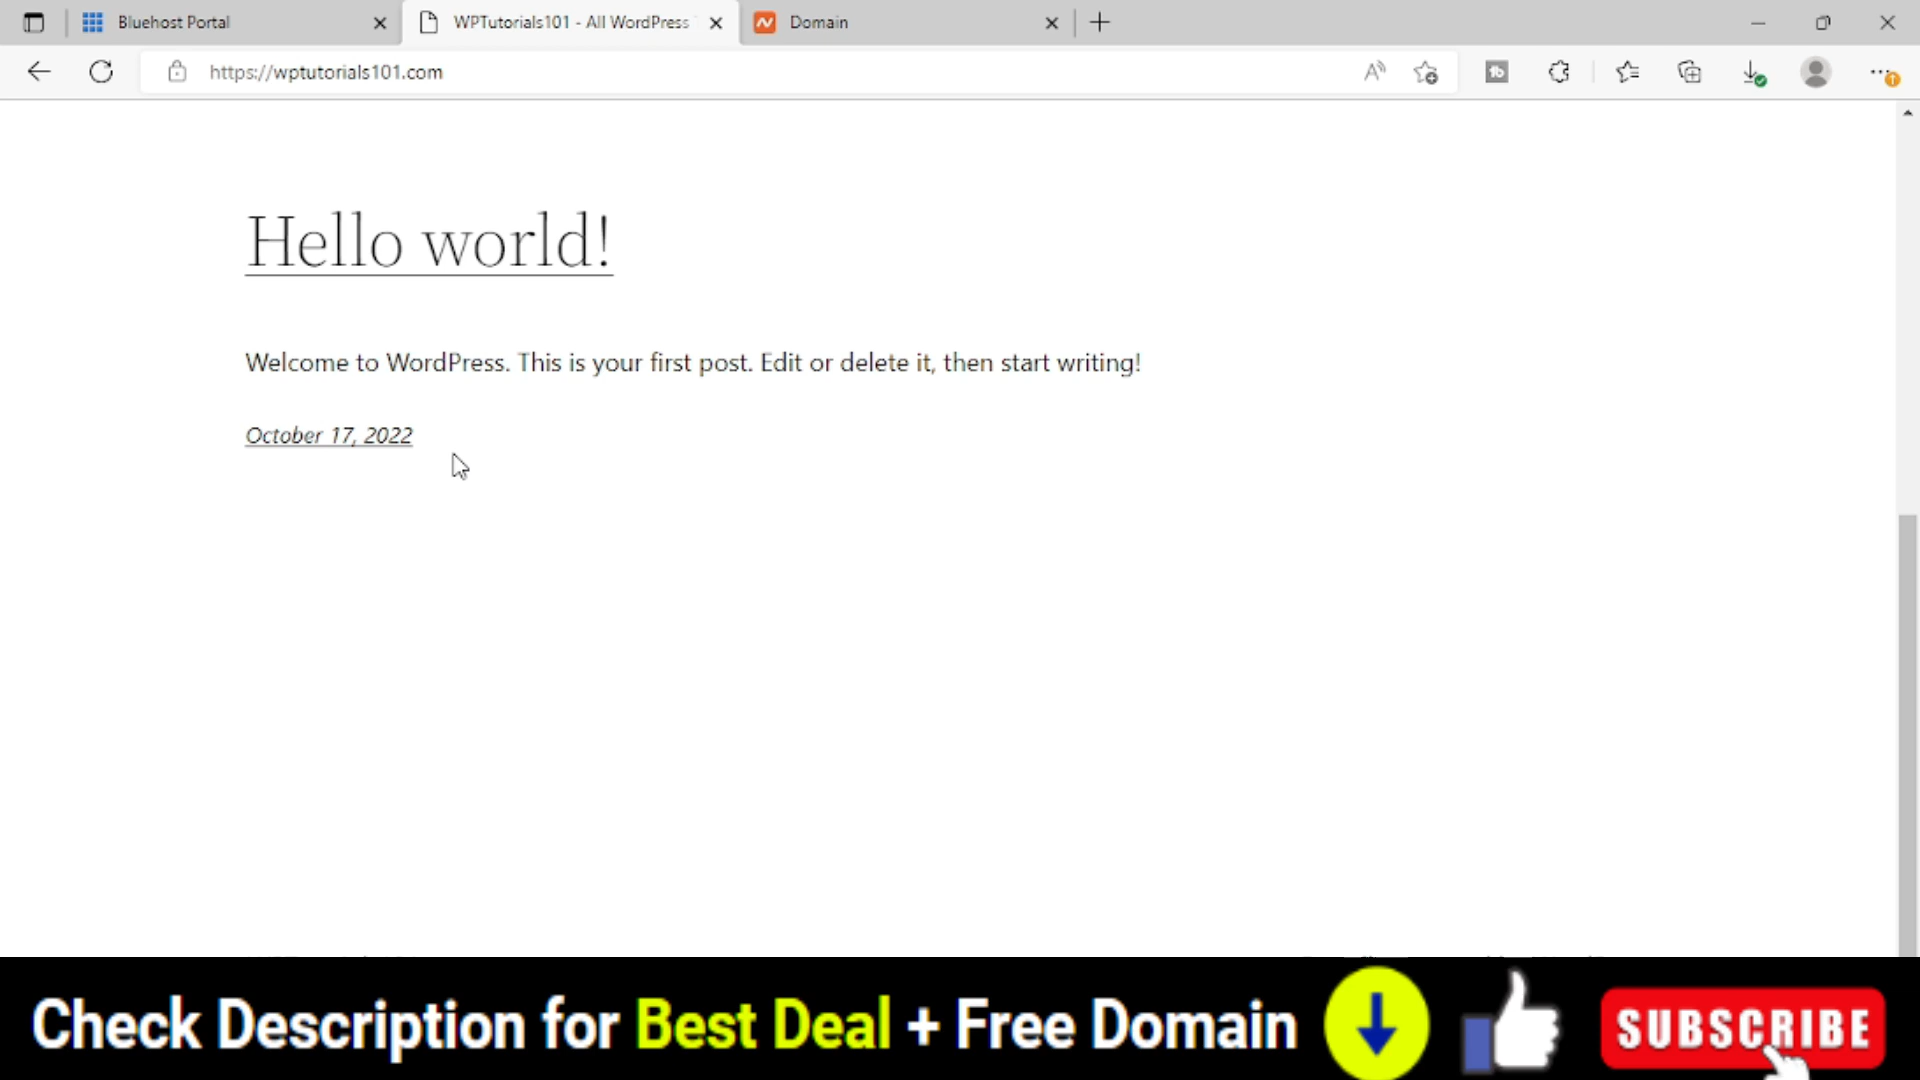 Bluehost Portal
WPTutorials101 - All WordPress
Domain
https://wptutorials101.com
Hello world!
Welcome to WordPress. This is your first post. Edit or delete it, then start writing!
October 17, 2022
Check Description for Best Deal + Free Domain
SUBSCRIBE